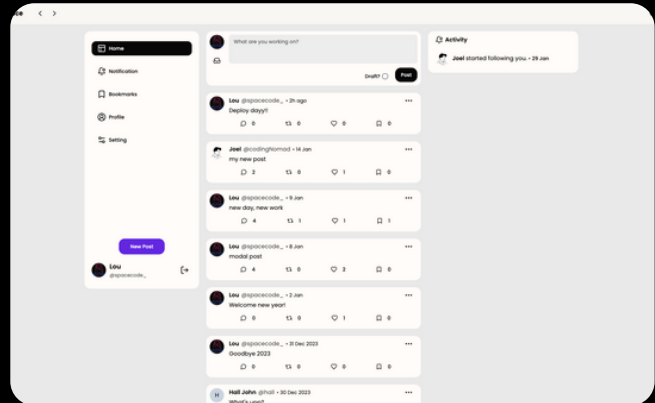 Home
Notification
Bookmarks
Profile
Setting
New Post
Lou
@spacecode_
What are you working on?
Draft?
Post
Lou @spacecode_ • 2h ago
Deploy dayy!!
0 0 0 0
Joel @codingNomad • 14 Jan
my new post
2 0 1 0
Lou @spacecode_ • 9 Jan
new day, new work
4 1 1 1
Lou @spacecode_ • 8 Jan
modal post
4 0 2 0
Lou @spacecode_ • 2 Jan
Welcome new year!
0 0 1 0
Lou @spacecode_ • 31 Dec 2023
Goodbye 2023
0 0 0 0
H Hall John @hall • 30 Dec 2023
Activity
Joel started following you • 29 Jan